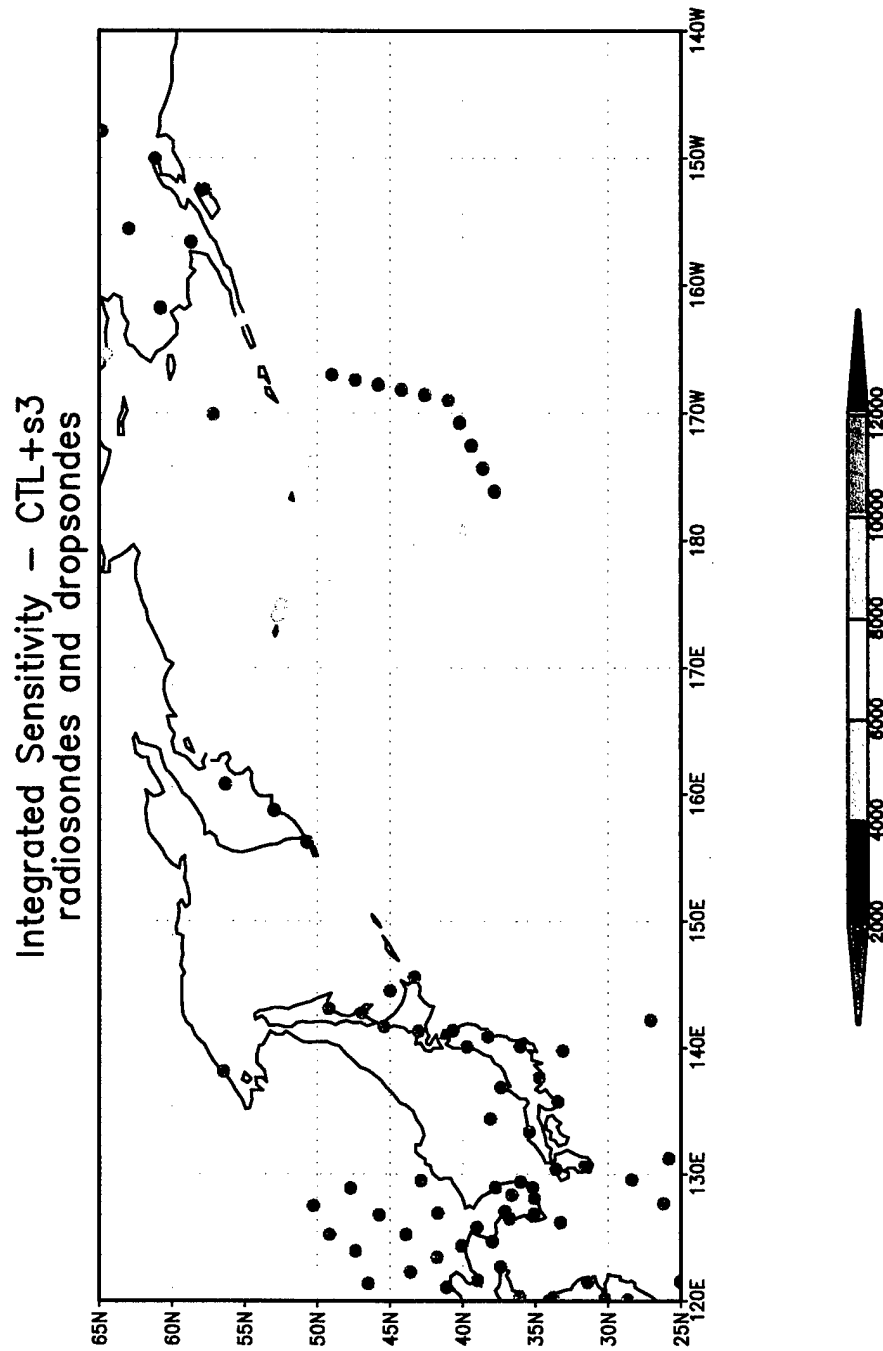 Integrated Sensitivity – CTL+s3
radiosondes and dropsondes
65N
60N
50N
45N
40N
35N
30N
25N
120E 130E 140E 150E 160E 170E 180 170W 160W 150W 140W
2000 4000 6000 8000 10000 12000